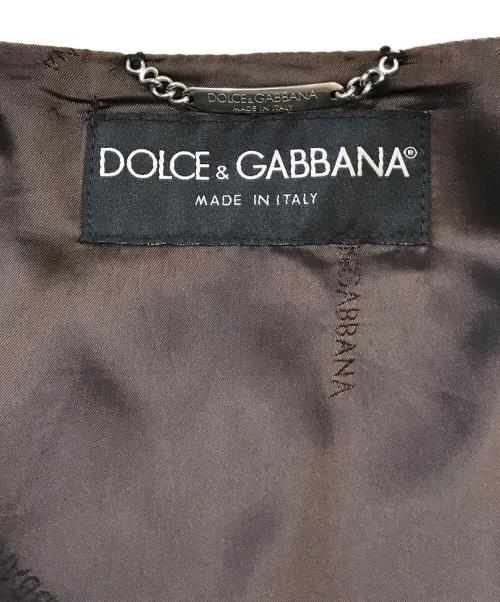 DOLCE&GABBANA
MADE IN ITALY
DOLCE & GABBANA®
MADE IN ITALY
GABBANA